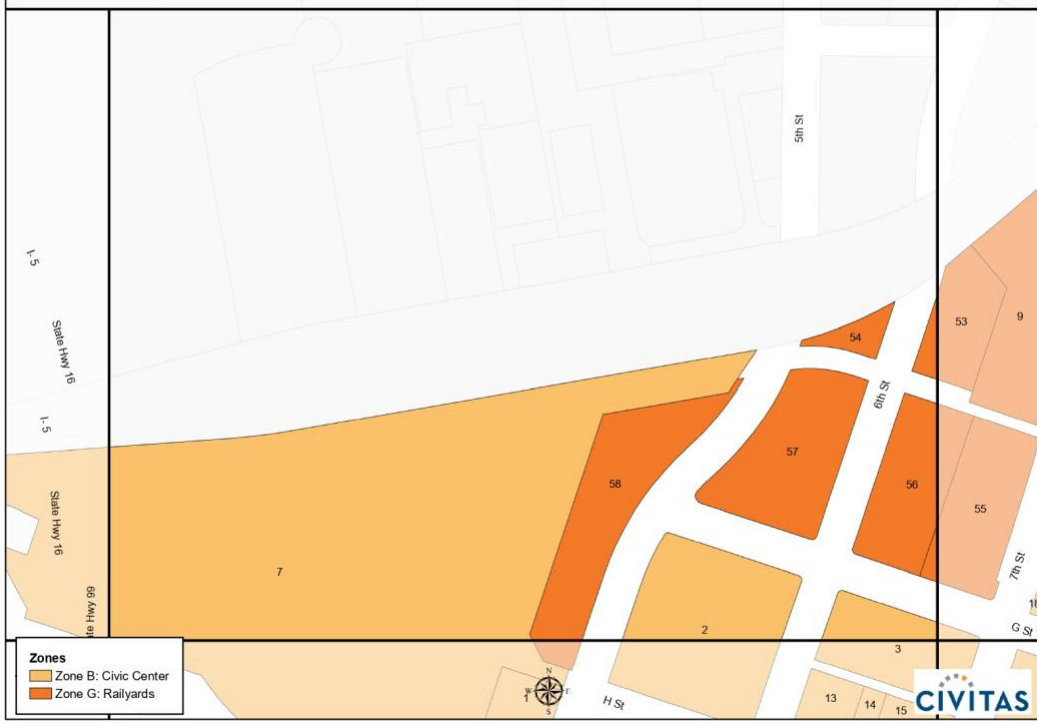 5th St
I- 5
State Hwy 16
54
53
9
6th St
I- 5
57
58
56
55
State Hwy 16
7
7th St
te Hwy 99
18
G St
2
3
Zones
Zone B: Civic Center
Zone G: Railyards
N
W E
S
1
H St
13
14
15
CIVITAS